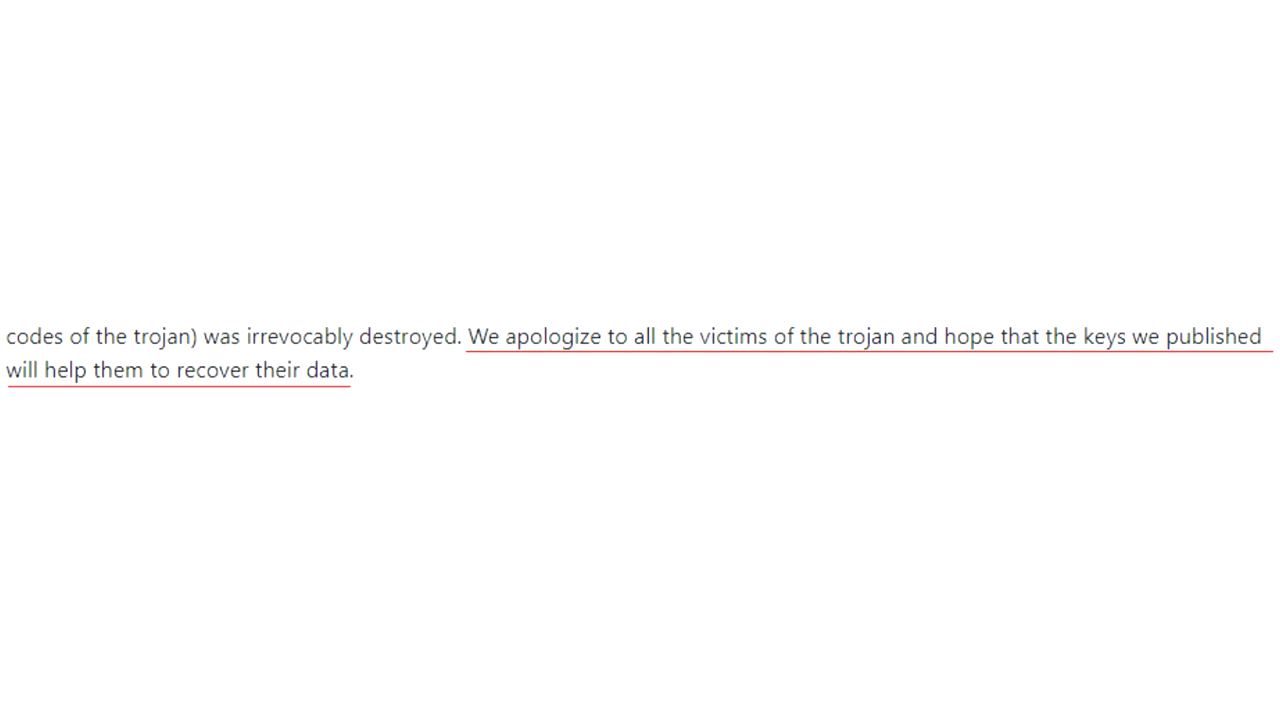 codes of the trojan) was irrevocably destroyed. We apologize to all the victims of the trojan and hope that the keys we published
will help them to recover their data.